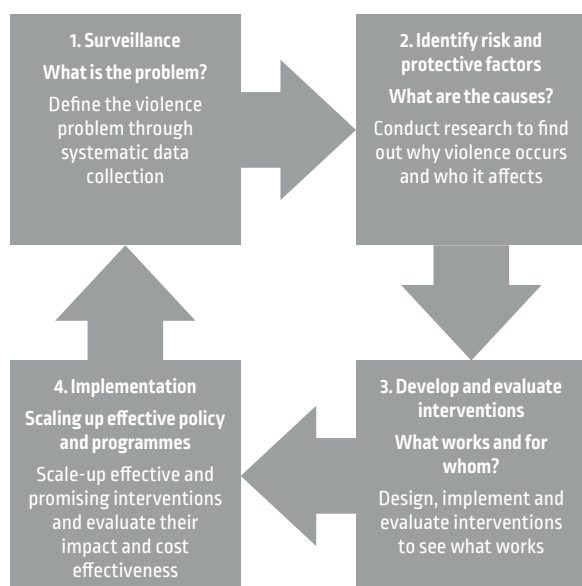 1. Surveillance
What is the problem?
Define the violence
problem through
systematic data
collection
2. Identify risk and
protective factors
What are the causes?
Conduct research to find
out why violence occurs
and who it affects
3. Develop and evaluate
interventions
What works and for
whom?
Design, implement and
evaluate interventions
to see what works
4. Implementation
Scaling up effective policy
and programmes
Scale-up effective and
promising interventions
and evaluate their
impact and cost
effectiveness